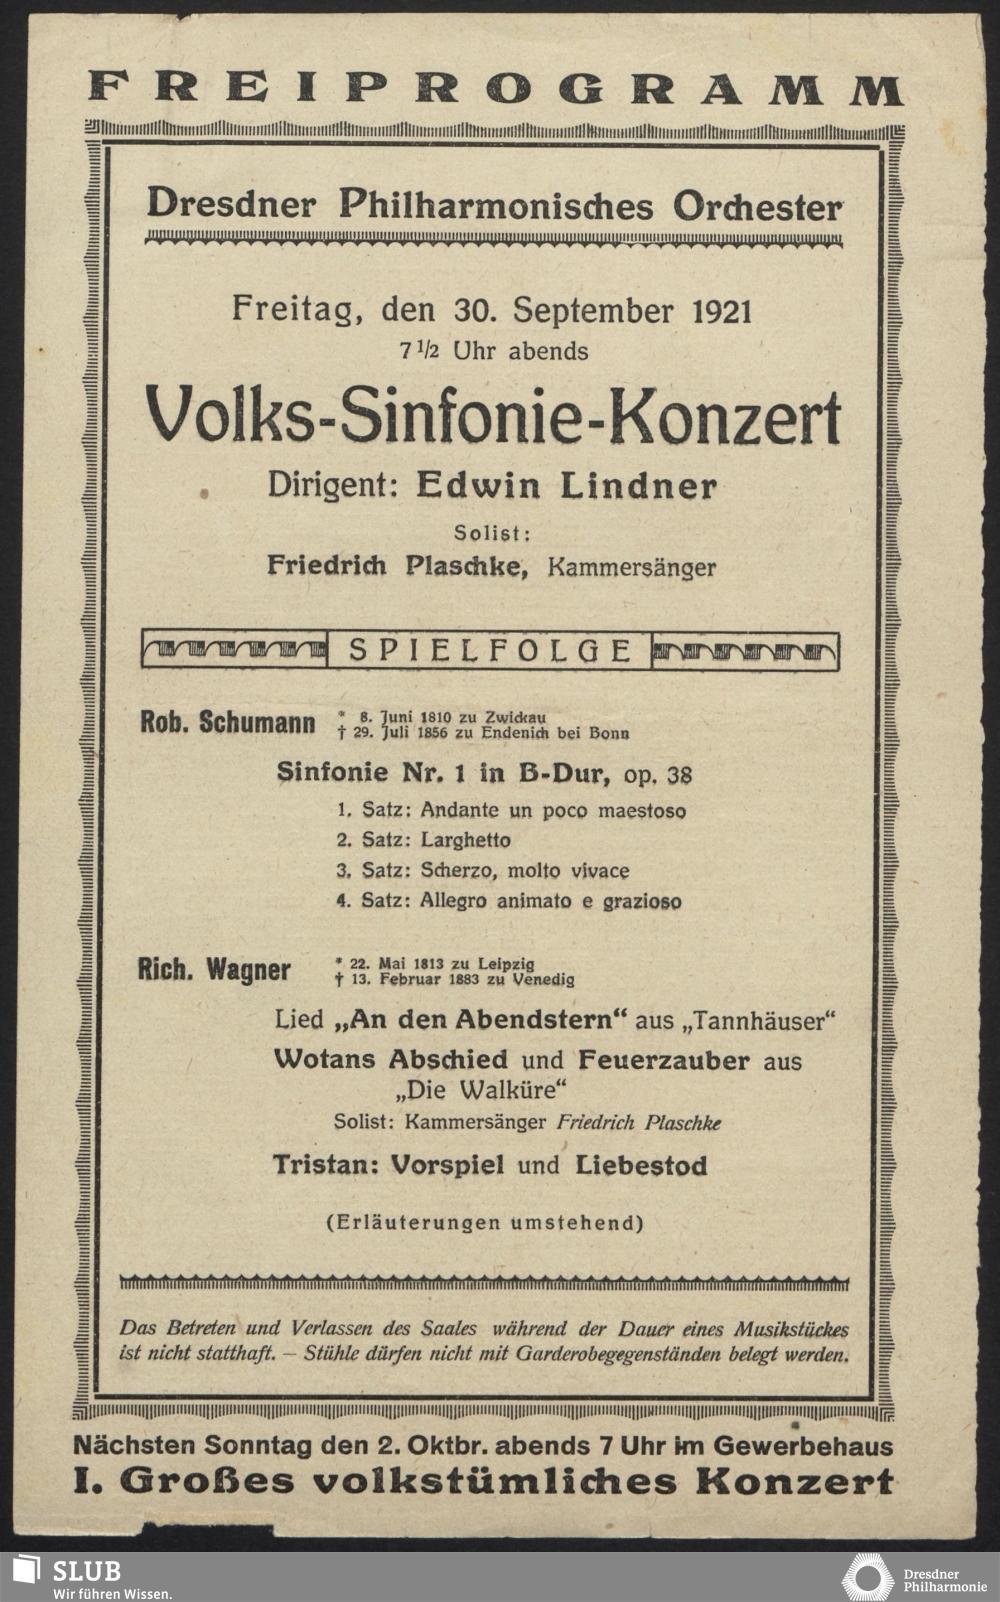 FREIPROGRAMM
Dresdner Philharmonisches Orchester
Freitag, den 30. September 1921
7 1/2 Uhr abends
Volks-Sinfonie-Konzert
Dirigent: Edwin Lindner
Solist:
Friedrich Plaschke, Kammersänger
SPIELFOLGE
Rob. Schumann * 8. Juni 1810 zu Zwickau
† 29. Juli 1856 zu Endenich bei Bonn
Sinfonie Nr. 1 in B-Dur, op. 38
1. Satz: Andante un poco maestoso
2. Satz: Larghetto
3. Satz: Scherzo, molto vivace
4. Satz: Allegro animato e grazioso
Rich. Wagner * 22. Mai 1813 zu Leipzig
† 13. Februar 1883 zu Venedig
Lied „An den Abendstern“ aus „Tannhäuser“
Wotans Abschied und Feuerzauber aus
„Die Walküre“
Solist: Kammersänger Friedrich Plaschke
Tristan: Vorspiel und Liebestod
(Erläuterungen umstehend)
Das Betreten und Verlassen des Saales während der Dauer eines Musikstückes
ist nicht statthaft. — Stühle dürfen nicht mit Garderobegegenständen belegt werden.
Nächsten Sonntag den 2. Oktbr. abends 7 Uhr im Gewerbehaus
I. Großes volkstümliches Konzert
SLUB
Wir führen Wissen.
Dresdner
Philharmonie